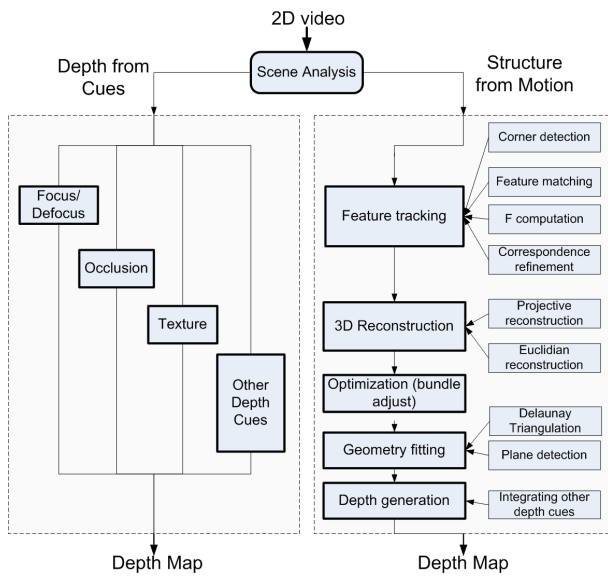 2D video
Scene Analysis
Depth from
Cues
Structure
from Motion
Focus/
Defocus
Occlusion
Texture
Other
Depth
Cues
Depth Map
Feature tracking
Corner detection
Feature matching
F computation
Correspondence
refinement
3D Reconstruction
Projective
reconstruction
Euclidian
reconstruction
Optimization (bundle
adjust)
Geometry fitting
Delaunay
Triangulation
Plane detection
Depth generation
Integrating other
depth cues
Depth Map